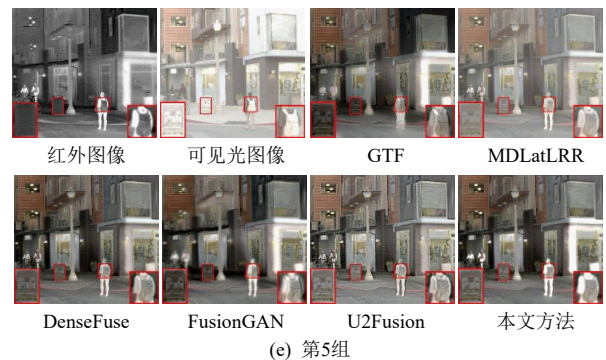 红外图像 可见光图像 GTF MDLatLRR
DenseFuse FusionGAN U2Fusion 本文方法
(e) 第5组